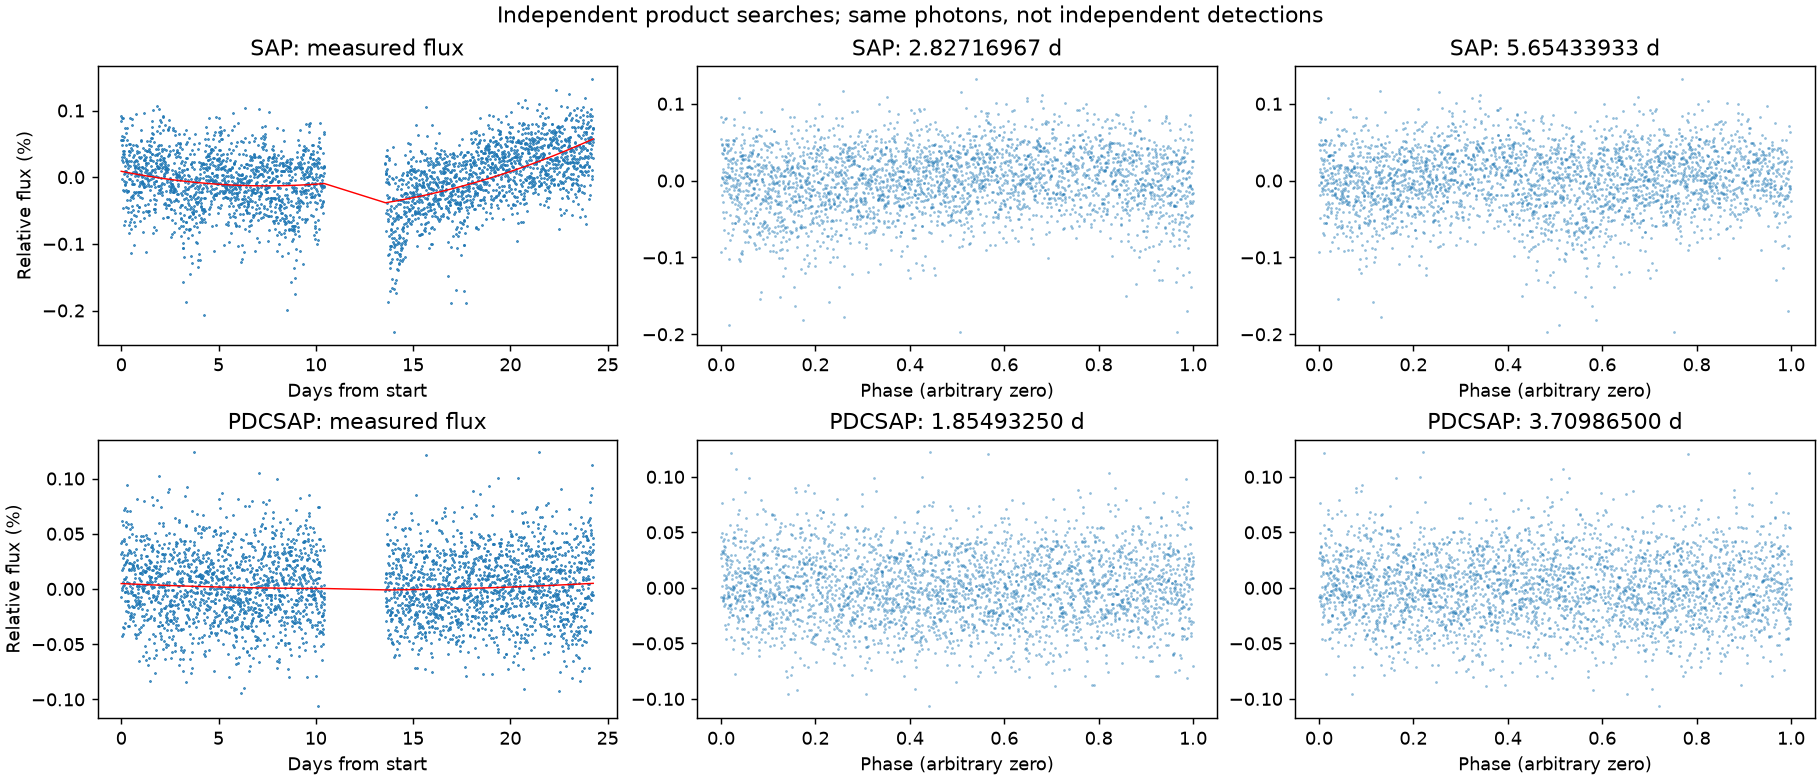 Independent product searches; same photons, not independent detections
SAP: measured flux
SAP: 2.82716967 d
SAP: 5.65433933 d
Relative flux (%)
0.1
0.0
−0.1
−0.2
0 5 10 15 20 25
Days from start
0.1
0.0
−0.1
−0.2
0.0 0.2 0.4 0.6 0.8 1.0
Phase (arbitrary zero)
0.1
0.0
−0.1
−0.2
0.0 0.2 0.4 0.6 0.8 1.0
Phase (arbitrary zero)
PDCSAP: measured flux
PDCSAP: 1.85493250 d
PDCSAP: 3.70986500 d
Relative flux (%)
0.10
0.05
0.00
−0.05
−0.10
0 5 10 15 20 25
Days from start
0.10
0.05
0.00
−0.05
−0.10
0.0 0.2 0.4 0.6 0.8 1.0
Phase (arbitrary zero)
0.10
0.05
0.00
−0.05
−0.10
0.0 0.2 0.4 0.6 0.8 1.0
Phase (arbitrary zero)